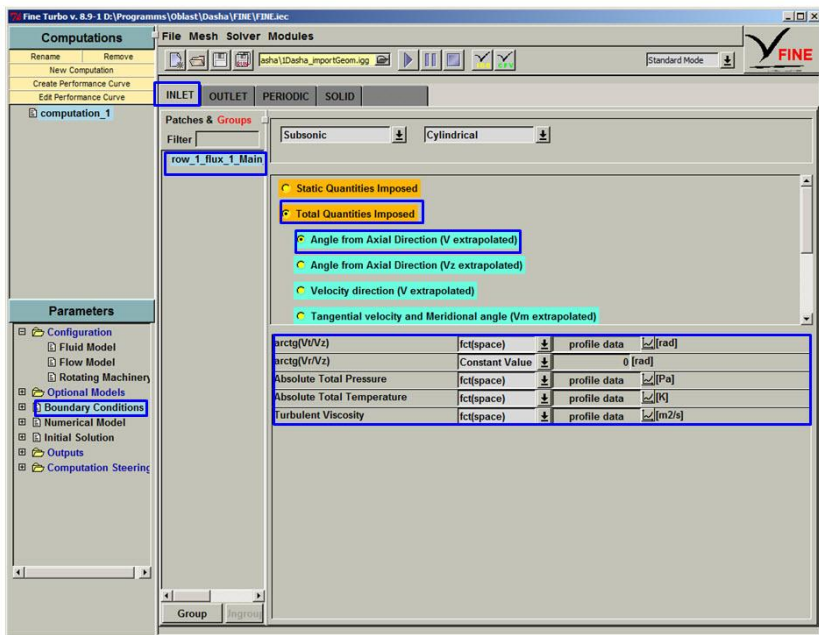 Fine Turbo v. 8.9-1 D:\Programms\Oblast\Dasha\FINE\FINE.iec
Computations
File Mesh Solver Modules
Rename Remove
New Computation
Create Performance Curve
Edit Performance Curve
asha\1Dasha_importGeom.igg
Standard Mode
FINE
computation_1
INLET OUTLET PERIODIC SOLID
Patches & Groups
Filter
row_1_flux_1_Main
Subsonic Cylindrical
Static Quantities Imposed
Total Quantities Imposed
Angle from Axial Direction (V extrapolated)
Angle from Axial Direction (Vz extrapolated)
Velocity direction (V extrapolated)
Tangential velocity and Meridional angle (Vm extrapolated)
Parameters
Configuration
Fluid Model
Flow Model
Rotating Machinery
Optional Models
Boundary Conditions
Numerical Model
Initial Solution
Outputs
Computation Steering
arctg(Vt/Vz) fct(space) profile data [rad]
arctg(Vr/Vz) Constant Value 0 [rad]
Absolute Total Pressure fct(space) profile data [Pa]
Absolute Total Temperature fct(space) profile data [K]
Turbulent Viscosity fct(space) profile data [m2/s]
Group Ungroup